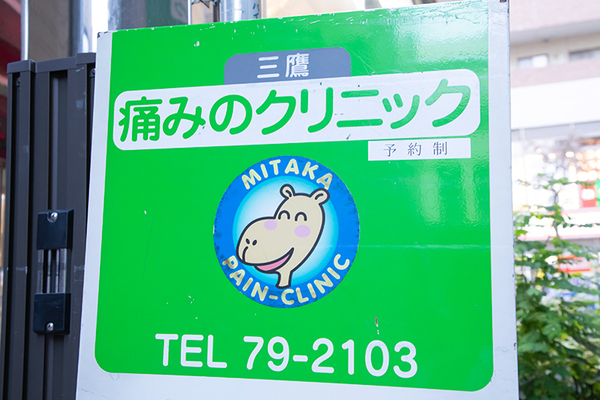 三鷹
痛みのクリニック
予約制
MITAKA
PAIN-CLINIC
TEL 79-2103